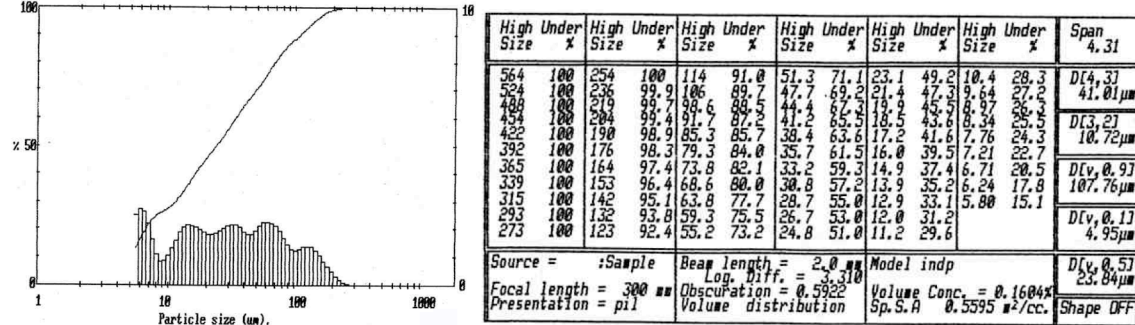 100
10
% 50
0
0
1
10
100
1000
Particle size (um).
High Under High Under High Under High Under High Under High Under Span
Size % Size % Size % Size % Size % Size % 4.31
564 100 254 100 114 91.0 51.3 71.1 23.1 49.2 10.4 28.3
524 100 236 99.9 106 89.7 47.7 69.2 21.4 47.3 9.64 27.2
488 100 219 99.7 98.6 88.5 44.4 67.3 19.9 45.5 8.97 26.3
454 100 204 99.4 91.7 87.2 41.2 65.5 18.5 43.6 8.34 25.5
422 100 190 98.9 85.3 85.7 38.4 63.6 17.2 41.6 7.76 24.3
392 100 176 98.3 79.3 84.0 35.7 61.5 16.0 39.5 7.21 22.7
365 100 164 97.4 73.8 82.1 33.2 59.3 14.9 37.4 6.71 20.5
339 100 153 96.4 68.6 80.0 30.8 57.2 13.9 35.2 6.24 17.8
315 100 142 95.1 63.8 77.7 28.7 55.0 12.9 33.1 5.80 15.1
293 100 132 93.8 59.3 75.5 26.7 53.0 12.0 31.2
273 100 123 92.4 55.2 73.2 24.8 51.0 11.2 29.6
D[4,3]
41.01µm
D[3,2]
10.72µm
D[v,0.9]
107.76µm
D[v,0.1]
4.95µm
D[v,0.5]
23.84µm
Source = :Sample
Focal length = 300 mm
Presentation = pil
Beam length = 2.0 mm
Log. Diff. = 3.310
Obscuration = 0.5922
Volume distribution
Model indp
Volume Conc. = 0.1604%
Sp.S.A 0.5595 m²/cc.
Shape OFF